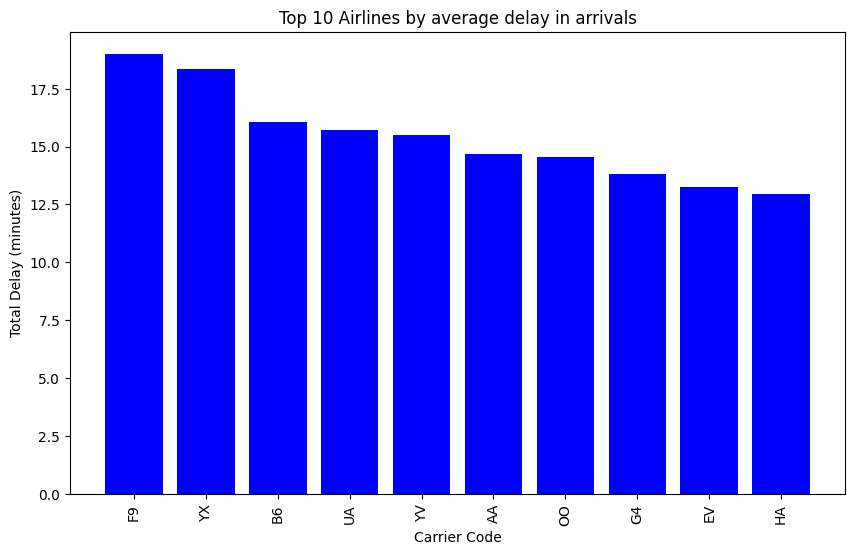 Top 10 Airlines by average delay in arrivals
Total Delay (minutes)
17.5
15.0
12.5
10.0
7.5
5.0
2.5
0.0
F9
YX
B6
UA
YV
AA
OO
G4
EV
HA
Carrier Code